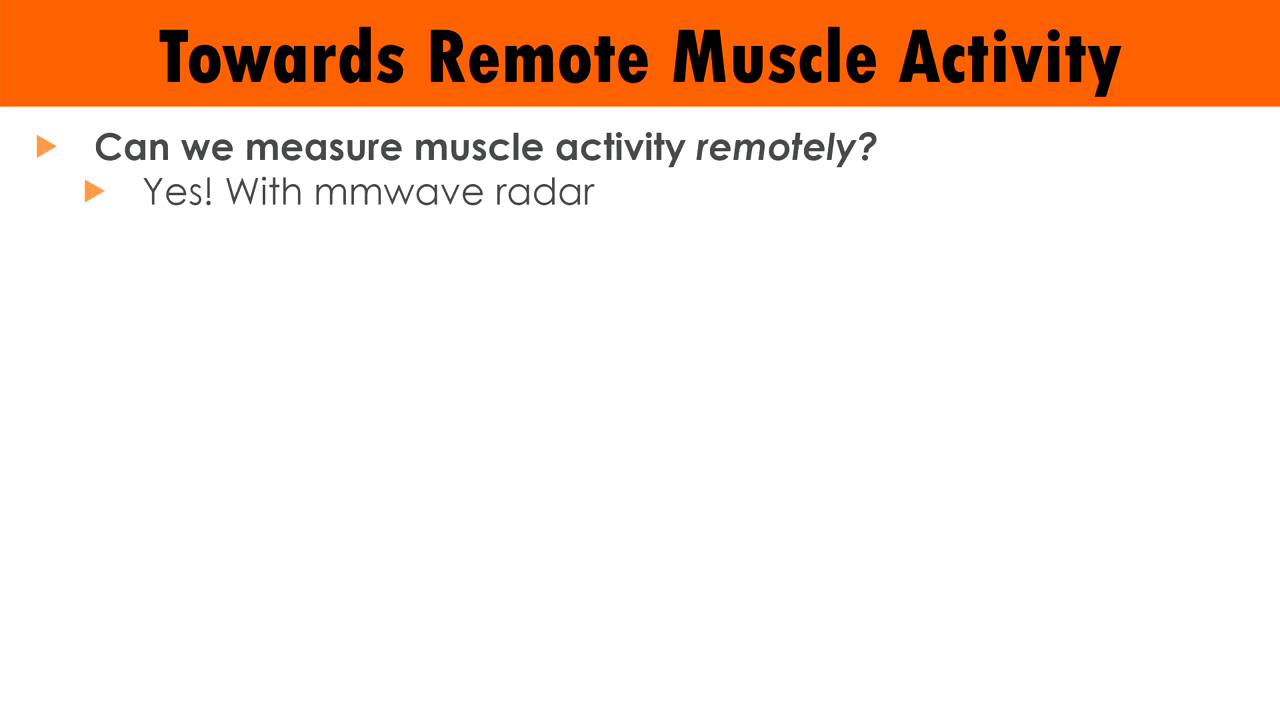 Towards Remote Muscle Activity
Can we measure muscle activity remotely?
Yes! With mmwave radar